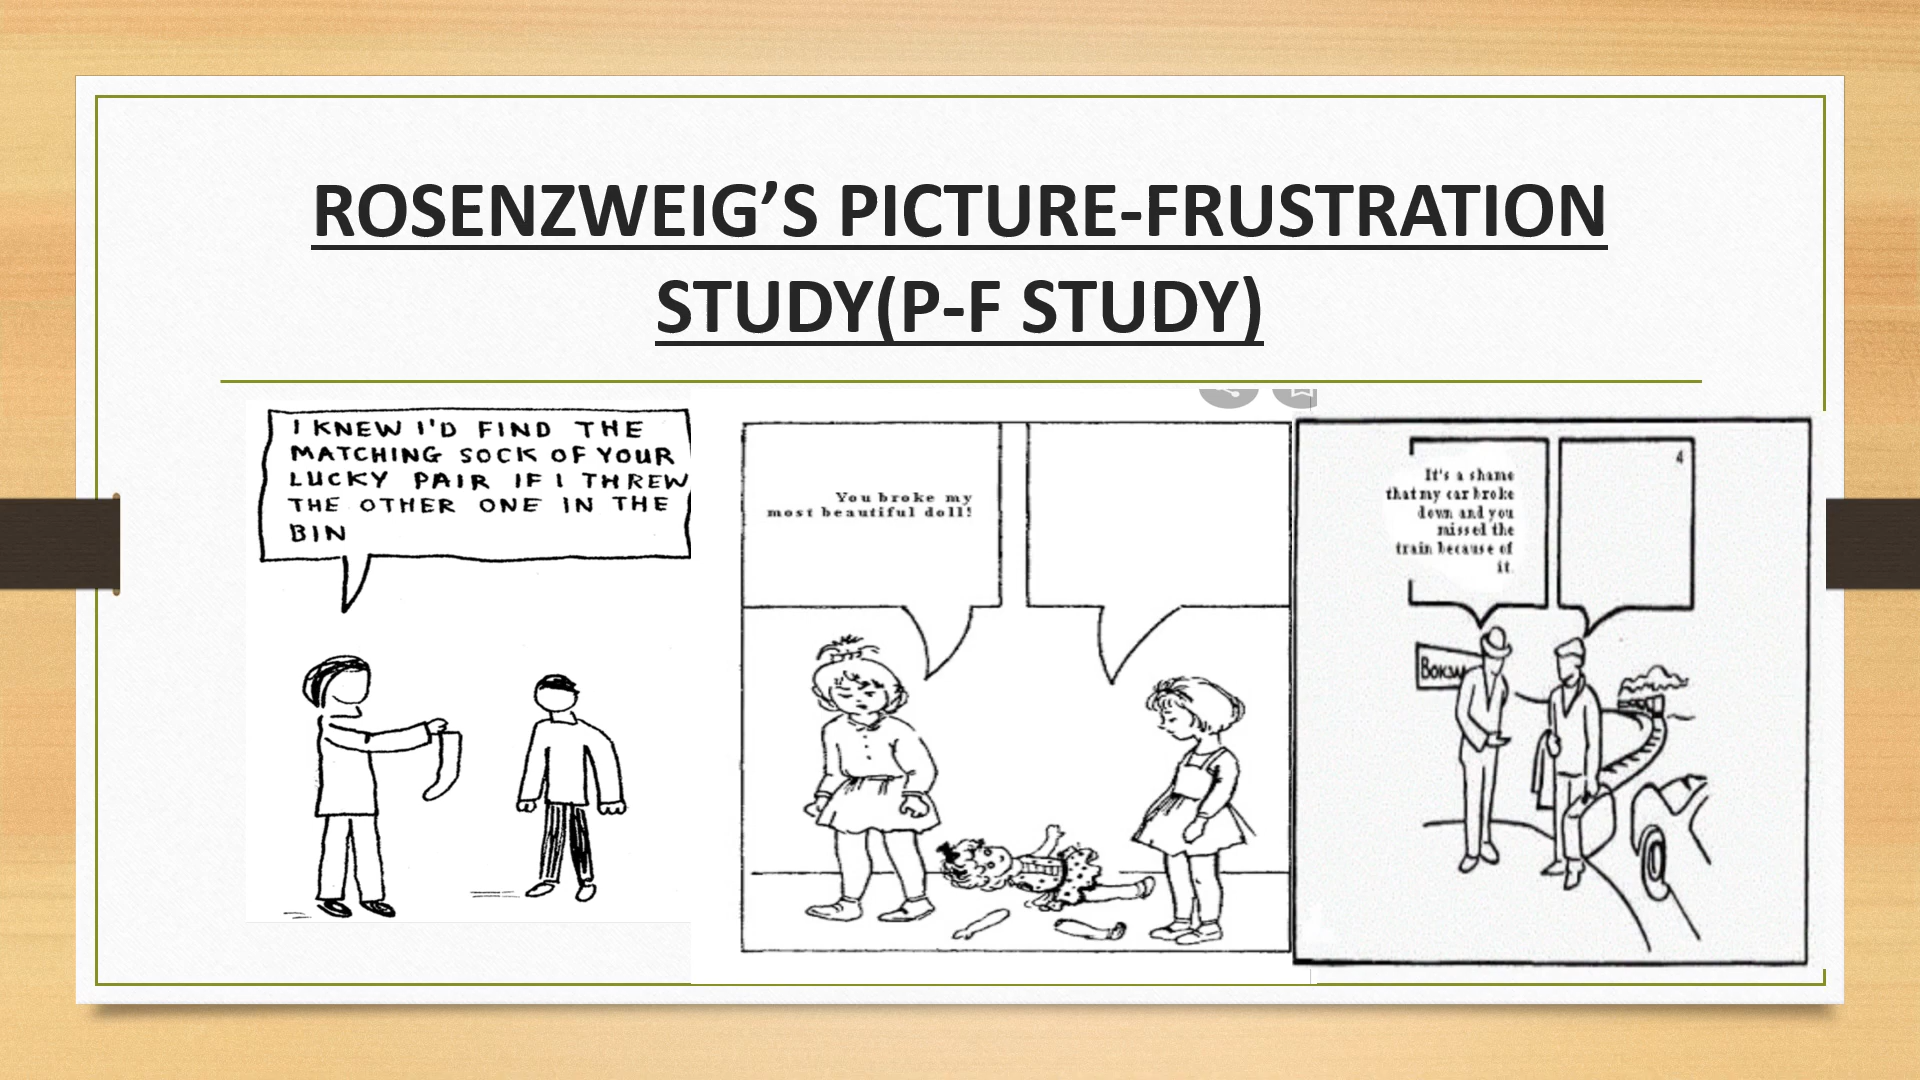 ROSENZWEIG’S PICTURE-FRUSTRATION
STUDY(P-F STUDY)
I KNEW I'D FIND THE
MATCHING SOCK OF YOUR
LUCKY PAIR IF I THREW
THE OTHER ONE IN THE
BIN
You broke my
most beautiful doll!
It's a shame
that my car broke
down and you
missed the
train because of
it.
4